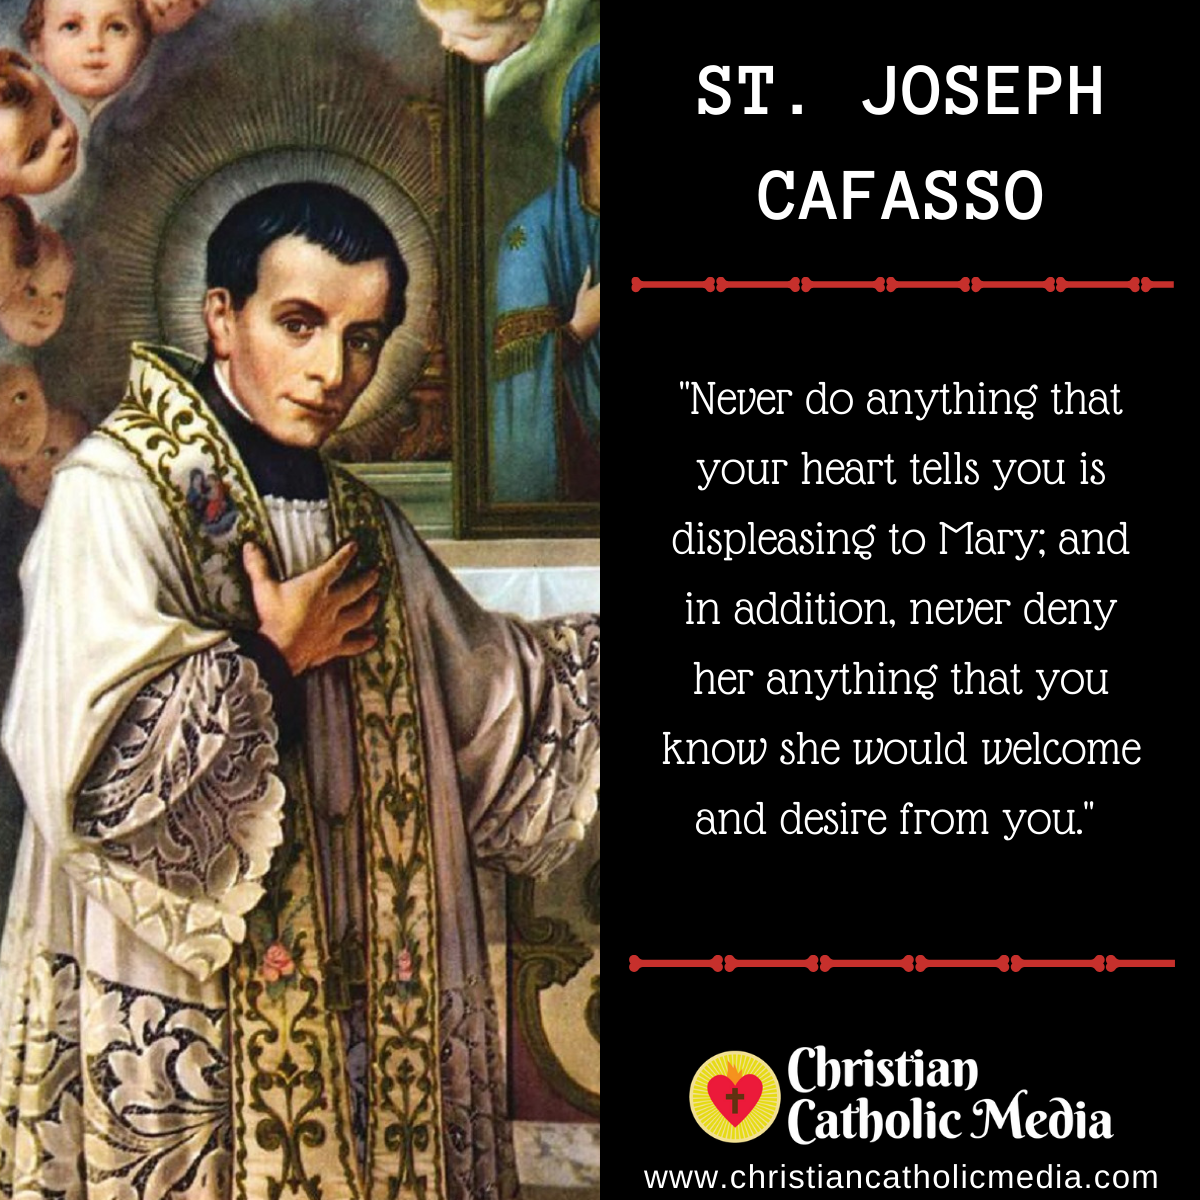 ST. JOSEPH
CAFASSO
"Never do anything that
your heart tells you is
displeasing to Mary; and
in addition, never deny
her anything that you
know she would welcome
and desire from you."
Christian
Catholic Media
www.christiancatholicmedia.com